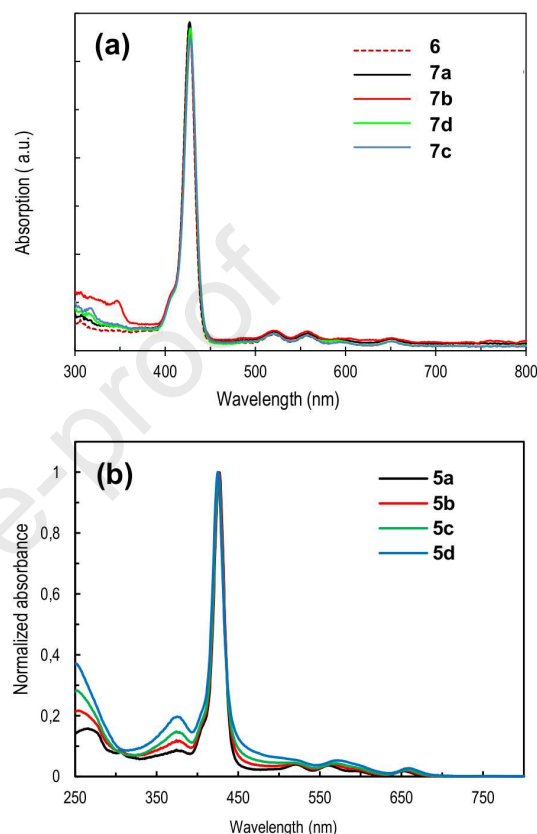 (a)
6
7a
7b
7d
7c
Absorption ( a.u.)
300 400 500 600 700 800
Wavelength (nm)
e-proof
(b)
5a
5b
5c
5d
1
0,8
0,6
0,4
0,2
0
Normalized absorbance
250 350 450 550 650 750
Wavelength (nm)